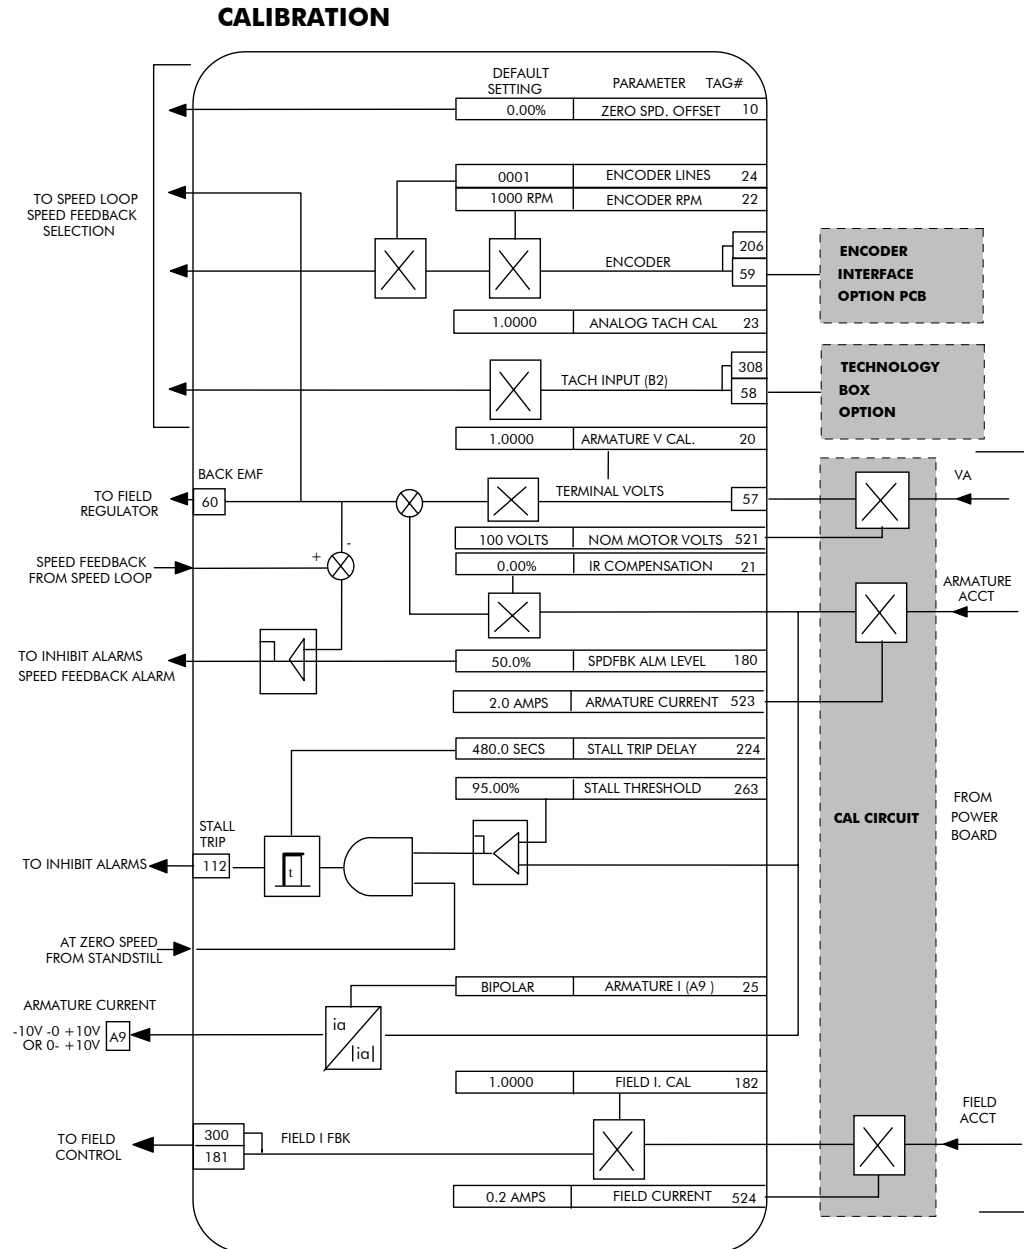 CALIBRATION
DEFAULT SETTING PARAMETER TAG#
0.00% ZERO SPD. OFFSET 10
0001 ENCODER LINES 24
1000 RPM ENCODER RPM 22
TO SPEED LOOP
SPEED FEEDBACK
SELECTION
206
ENCODER
59
ENCODER
INTERFACE
OPTION PCB
1.0000 ANALOG TACH CAL 23
308
TACH INPUT (B2)
58
TECHNOLOGY
BOX
OPTION
1.0000 ARMATURE V CAL. 20
BACK EMF
TO FIELD
REGULATOR
60
TERMINAL VOLTS
57
VA
100 VOLTS NOM MOTOR VOLTS 521
+
-
SPEED FEEDBACK
FROM SPEED LOOP
0.00% IR COMPENSATION 21
ARMATURE
ACCT
TO INHIBIT ALARMS
SPEED FEEDBACK ALARM
50.0% SPDFBK ALM LEVEL 180
2.0 AMPS ARMATURE CURRENT 523
480.0 SECS STALL TRIP DELAY 224
95.00% STALL THRESHOLD 263
CAL CIRCUIT
FROM
POWER
BOARD
STALL
TRIP
TO INHIBIT ALARMS
112
t
AT ZERO SPEED
FROM STANDSTILL
BIPOLAR ARMATURE I (A9 ) 25
ARMATURE CURRENT
-10V -0 +10V
OR 0- +10V
A9
ia
|ia|
1.0000 FIELD I. CAL 182
FIELD
ACCT
TO FIELD
CONTROL
300
181
FIELD I FBK
0.2 AMPS FIELD CURRENT 524